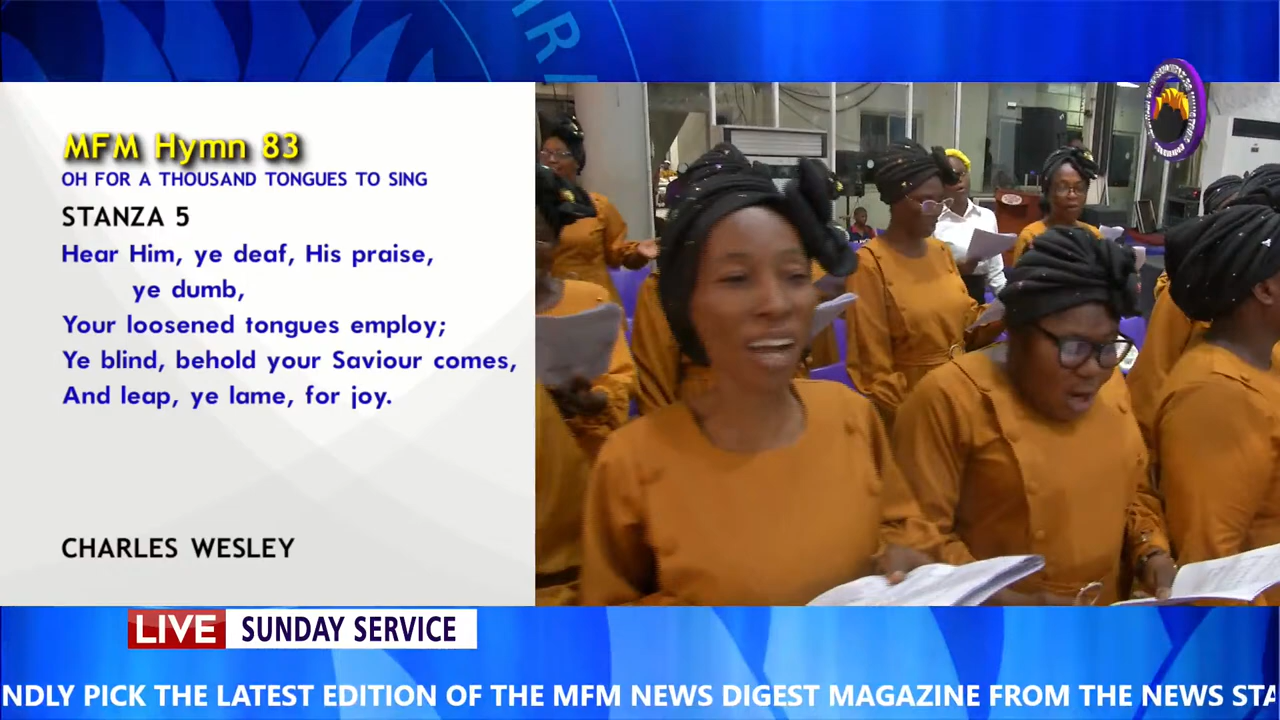 MFM Hymn 83
OH FOR A THOUSAND TONGUES TO SING
STANZA 5
Hear Him, ye deaf, His praise,
ye dumb,
Your loosened tongues employ;
Ye blind, behold your Saviour comes,
And leap, ye lame, for joy.
CHARLES WESLEY
LIVE SUNDAY SERVICE
NDLY PICK THE LATEST EDITION OF THE MFM NEWS DIGEST MAGAZINE FROM THE NEWS STA